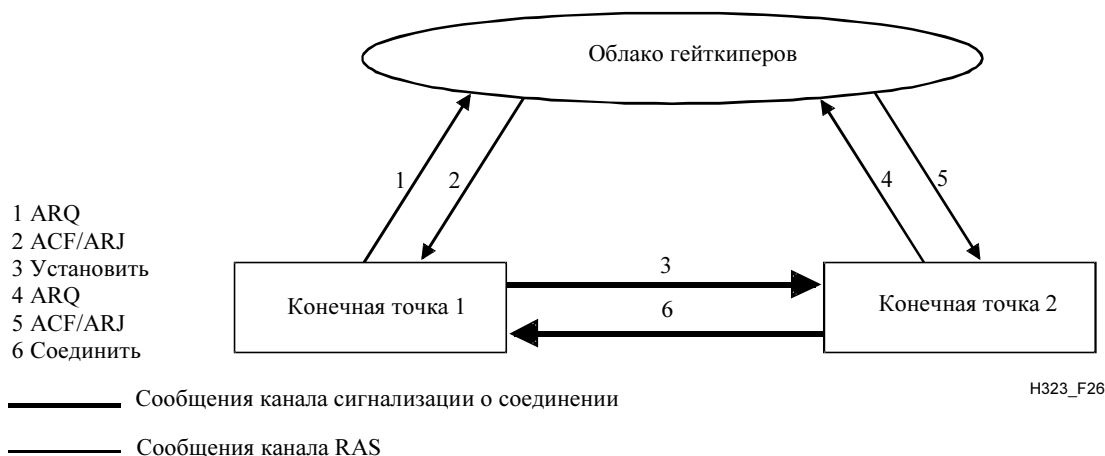 Облако гейткиперов
1
2
4
5
1 ARQ
2 ACF/ARJ
3 Установить
4 ARQ
5 ACF/ARJ
6 Соединить
Конечная точка 1
3
6
Конечная точка 2
H323_F26
Сообщения канала сигнализации о соединении
Сообщения канала RAS